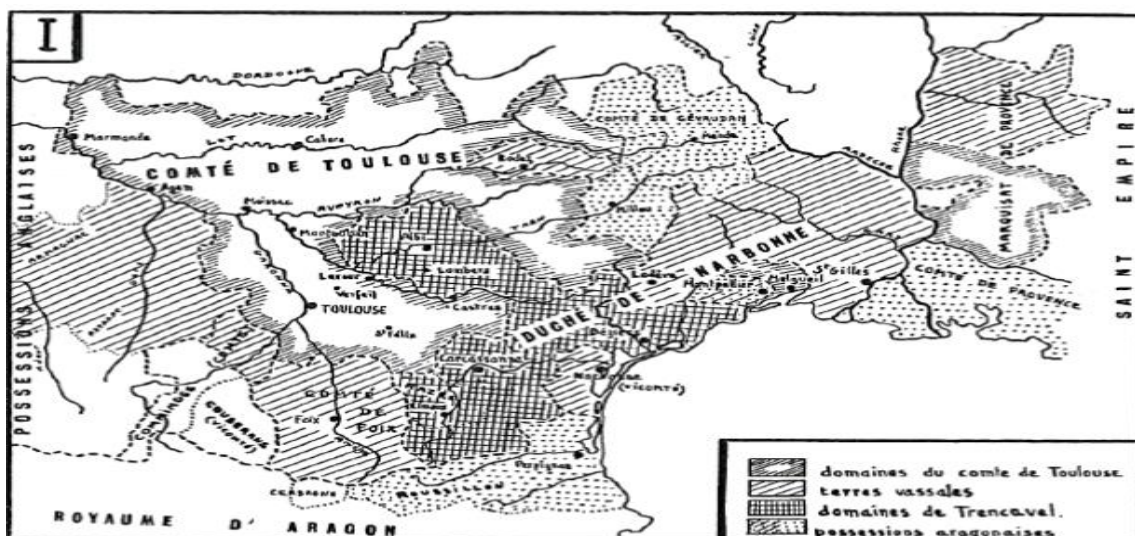 I
DORDOGNE
Marmande
LOT
Cahors
COMTÉ DE GÉVAUDAN
Mende
COMTÉ DE TOULOUSE
Rodez
ARDÈCHE
MARQUISAT DE PROVENCE
SAINT EMPIRE
Agen
Moissac
AVEYRON
Millau
TARN
POSSESSIONS ANGLAISES
ARMAGNAC
Montauban
Albi
Lombers
Lavaur
Verfeil
TOULOUSE
Castres
Lodève
DUCHÉ DE NARBONNE
Montpellier
Melgueil
St Gilles
COMTÉ DE PROVENCE
Carcassonne
Narbonne
(VICOMTÉ)
COMTÉ DE FOIX
Foix
COMMINGES
COUSERANS
(vicomté)
Perpignan
ROUSSILLON
CERDAGNE
ROYAUME D'ARAGON
domaines du comte de Toulouse
terres vassales
domaines de Trencavel.
possessions aragonaises